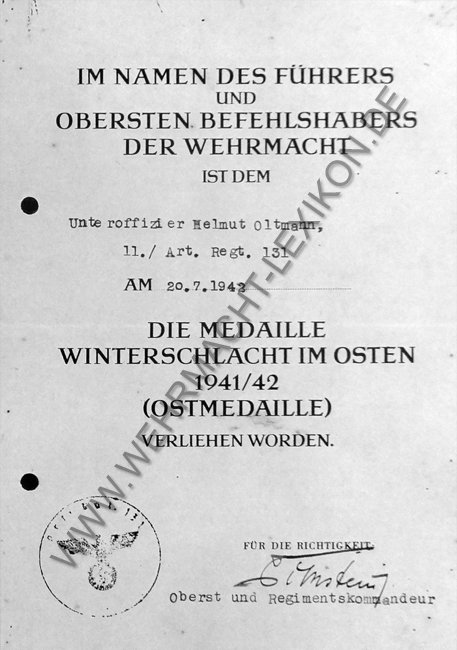 IM NAMEN DES FÜHRERS
UND
OBERSTEN BEFEHLSHABERS
DER WEHRMACHT
IST DEM
Unteroffizier Helmut Oltmann,
11./ Art. Regt. 131
AM 20.7.1942
DIE MEDAILLE
WINTERSCHLACHT IM OSTEN
1941/42
(OSTMEDAILLE)
VERLIEHEN WORDEN.
FÜR DIE RICHTIGKEIT:
Oberst und Regimentskommandeur
WWW.WEHRMACHT-LEXIKON.DE